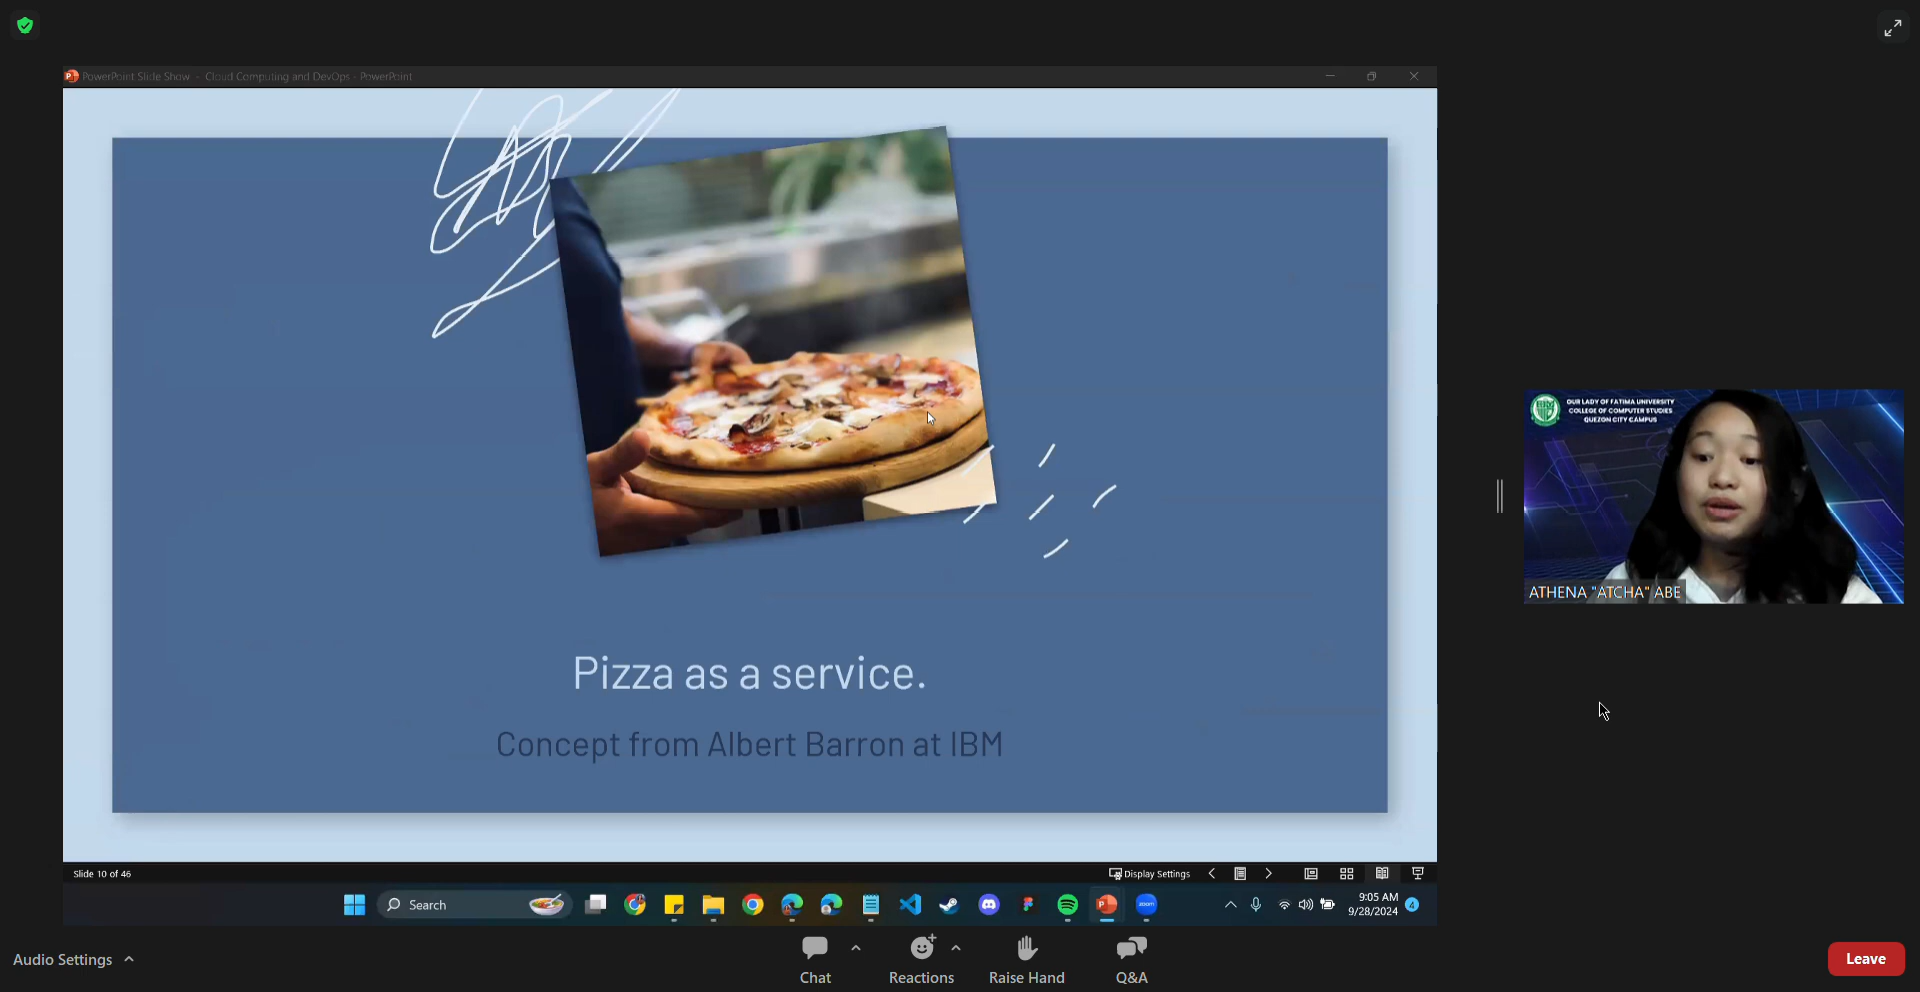 PowerPoint Slide Show - Cloud Computing and DevOps - PowerPoint
Pizza as a service.
Concept from Albert Barron at IBM
OUR LADY OF FATIMA UNIVERSITY
COLLEGE OF COMPUTER STUDIES
QUEZON CITY CAMPUS
ATHENA "ATCHA" ABE
Slide 10 of 46
Display Settings
Search
zoom
9:05 AM
9/28/2024
4
Audio Settings
Chat
Reactions
Raise Hand
Q&A
Leave